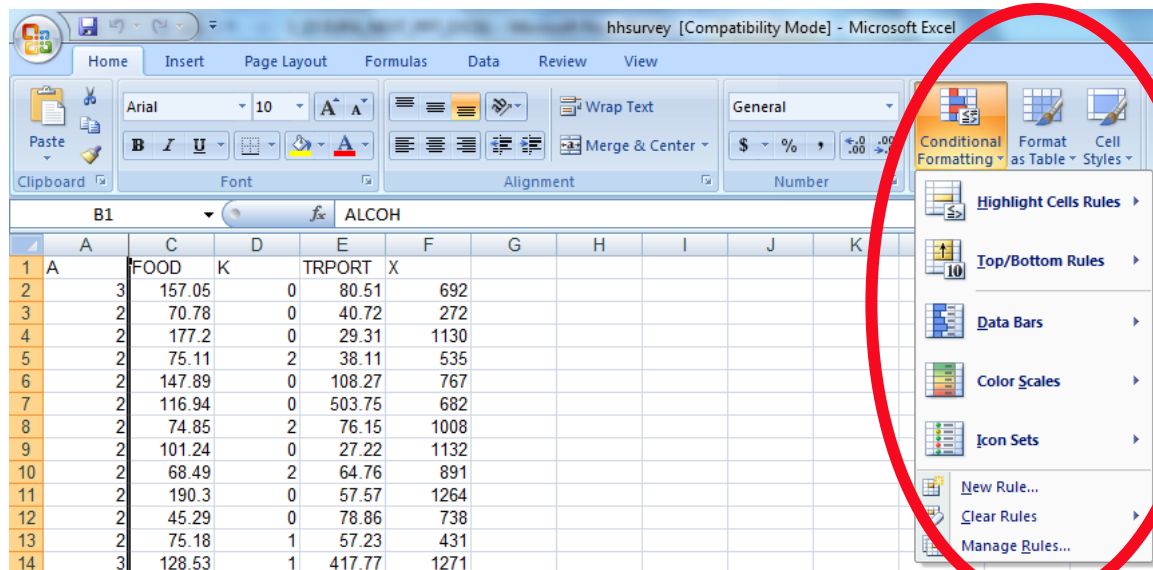 hhsurvey [Compatibility Mode] - Microsoft Excel
Home Insert Page Layout Formulas Data Review View
Arial 10 A A Wrap Text General
Paste B I U A Merge & Center $ % , .0 .00 .00 Conditional Formatting Format as Table Cell Styles
Clipboard Font Alignment Number
B1 fx ALCOH
A C D E F G H I J K
1 A FOOD K TRPORT X
2 3 157.05 0 80.51 692
3 2 70.78 0 40.72 272
4 2 177.2 0 29.31 1130
5 2 75.11 2 38.11 535
6 2 147.89 0 108.27 767
7 2 116.94 0 503.75 682
8 2 74.85 2 76.15 1008
9 2 101.24 0 27.22 1132
10 2 68.49 2 64.76 891
11 2 190.3 0 57.57 1264
12 2 45.29 0 78.86 738
13 2 75.18 1 57.23 431
14 3 128.53 1 417.77 1271
Highlight Cells Rules
10 Top/Bottom Rules
Data Bars
Color Scales
Icon Sets
New Rule...
Clear Rules
Manage Rules...